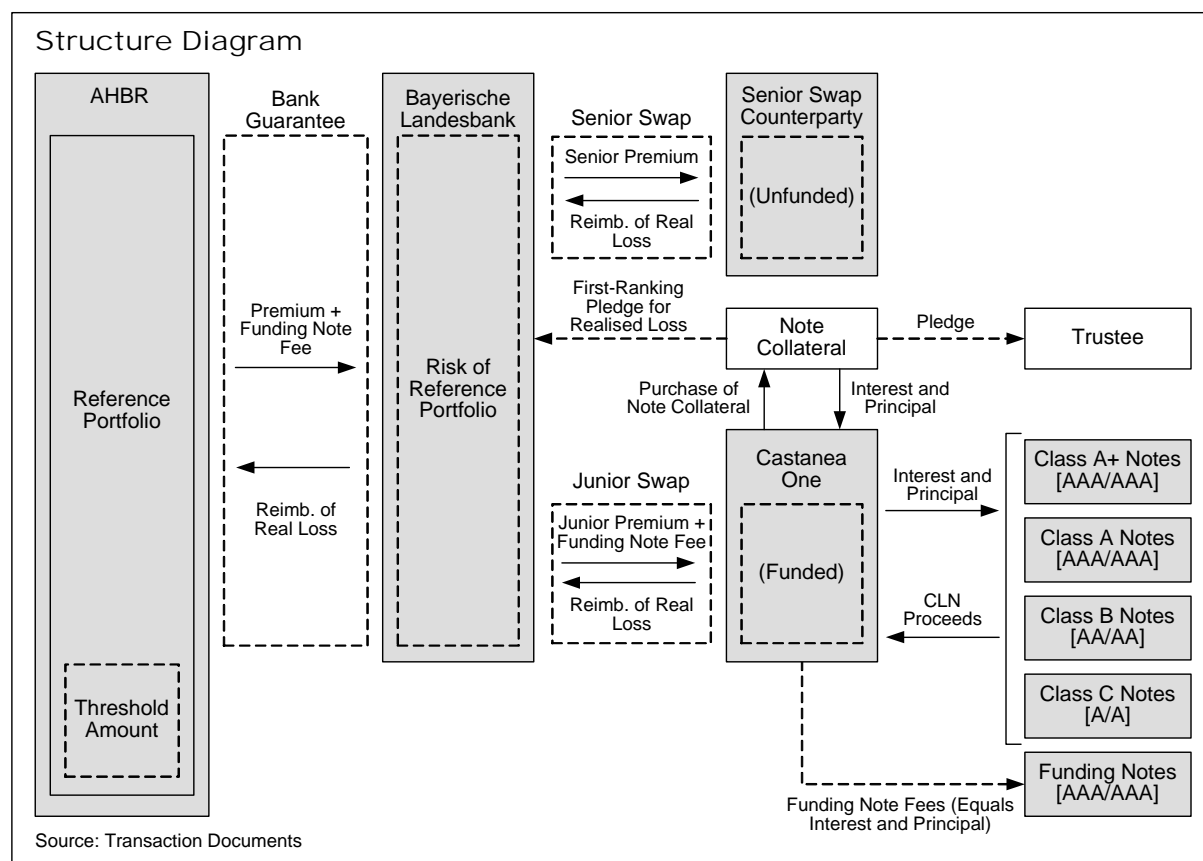 Structure Diagram
AHBR
Reference
Portfolio
Threshold
Amount
Bank
Guarantee
Premium +
Funding Note
Fee
Reimb. of
Real Loss
Bayerische
Landesbank
Risk of
Reference
Portfolio
Senior Swap
Senior Premium
Reimb. of Real
Loss
Senior Swap
Counterparty
(Unfunded)
First-Ranking
Pledge for
Realised Loss
Note
Collateral
Pledge
Trustee
Purchase of
Note Collateral
Interest and
Principal
Junior Swap
Junior Premium +
Funding Note Fee
Reimb. of Real
Loss
Castanea
One
(Funded)
Interest and
Principal
CLN
Proceeds
Class A+ Notes
[AAA/AAA]
Class A Notes
[AAA/AAA]
Class B Notes
[AA/AA]
Class C Notes
[A/A]
Funding Notes
[AAA/AAA]
Funding Note Fees (Equals
Interest and Principal)
Source: Transaction Documents